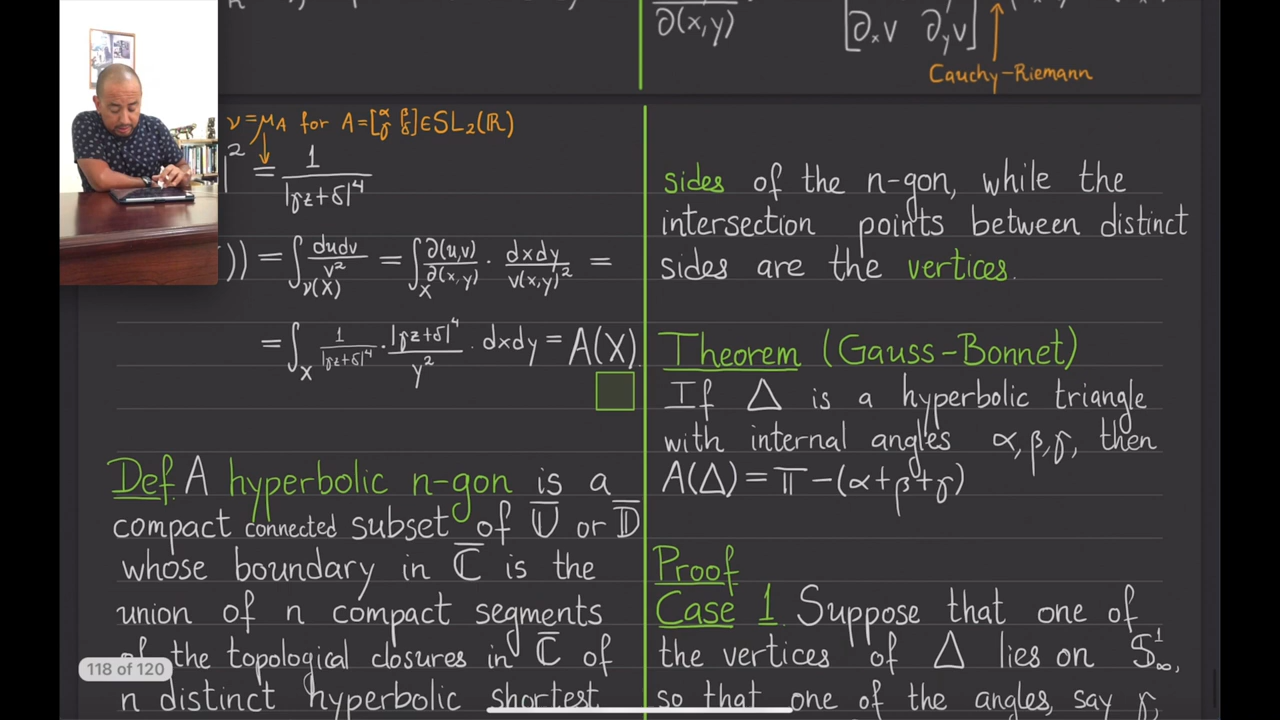 ∂(x,y)
[∂ₓv ∂ᵧv]
Cauchy-Riemann
ν = μ_A for A = [α β; γ δ] ∈ SL₂(ℝ)
|² = 1/|γz+δ|⁴
)) = ∫_{ν(X)} dudv/v² = ∫_X ∂(u,v)/∂(x,y) · dxdy/v(x,y)² =
= ∫_X 1/|γz+δ|⁴ · |γz+δ|⁴/y² · dxdy = A(X).
Def. A hyperbolic n-gon is a
compact connected subset of U̅ or D̅
whose boundary in ℂ̅ is the
union of n compact segments
of the topological closures in ℂ̅ of
n distinct hyperbolic shortest
118 of 120
sides of the n-gon, while the
intersection points between distinct
sides are the vertices.
Theorem (Gauss-Bonnet)
If △ is a hyperbolic triangle
with internal angles α, β, γ, then
A(△) = π - (α+β+γ)
Proof
Case 1. Suppose that one of
the vertices of △ lies on S¹∞,
so that one of the angles, say γ,